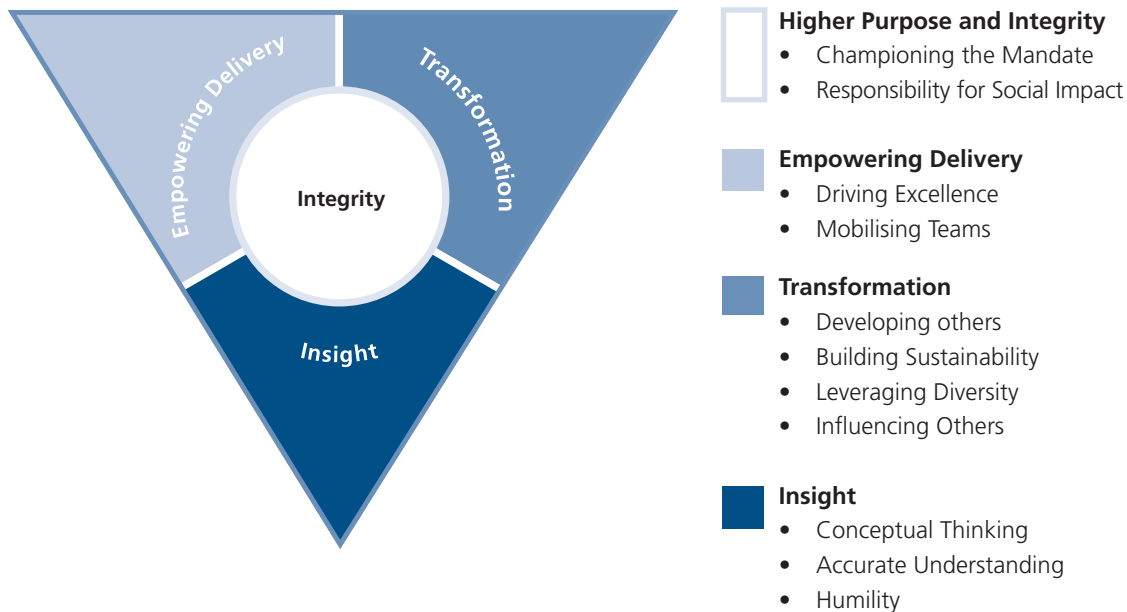 Empowering Delivery
Transformation
Integrity
Insight
Higher Purpose and Integrity
• Championing the Mandate
• Responsibility for Social Impact
Empowering Delivery
• Driving Excellence
• Mobilising Teams
Transformation
• Developing others
• Building Sustainability
• Leveraging Diversity
• Influencing Others
Insight
• Conceptual Thinking
• Accurate Understanding
• Humility